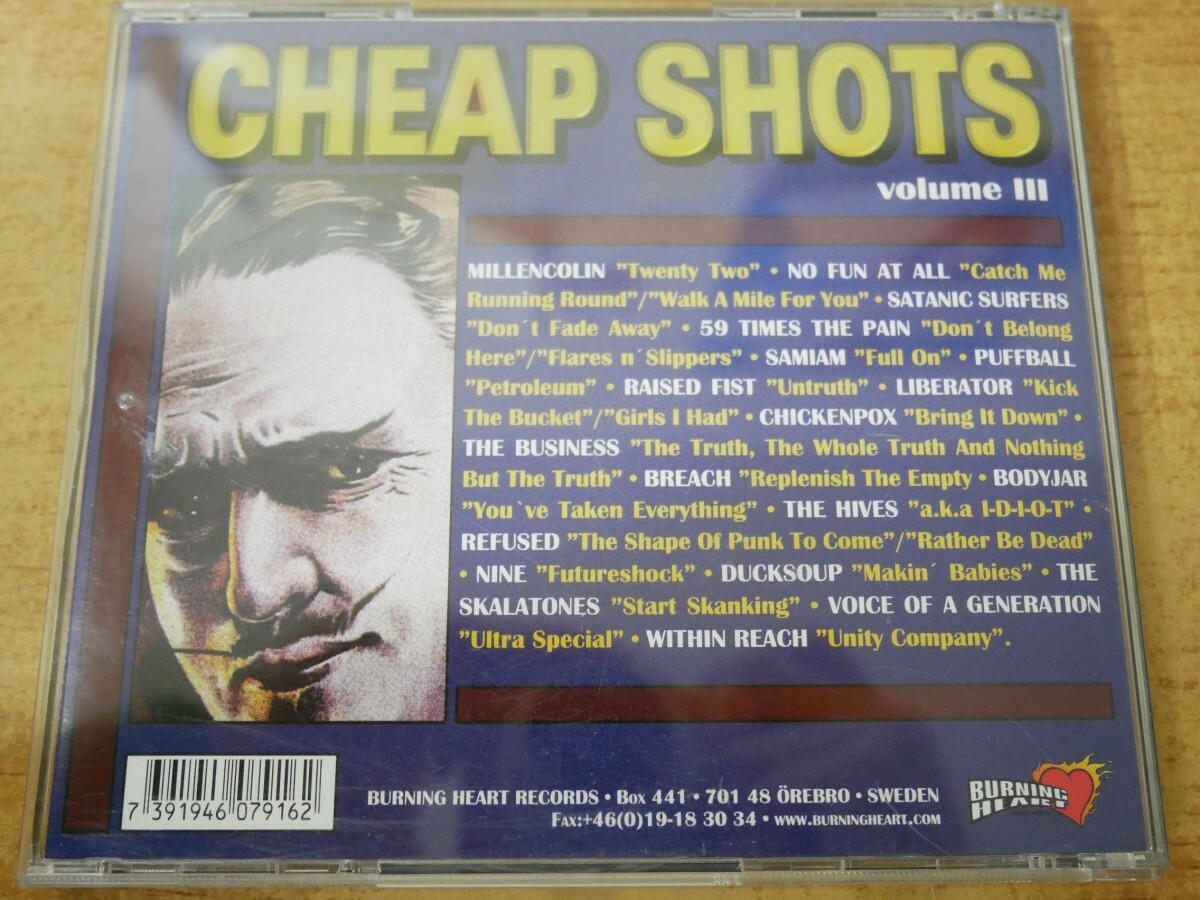 CHEAP SHOTS
volume III
MILLENCOLIN "Twenty Two" • NO FUN AT ALL "Catch Me
Running Round"/"Walk A Mile For You" • SATANIC SURFERS
"Don´t Fade Away" • 59 TIMES THE PAIN "Don´t Belong
Here"/"Flares n´Slippers" • SAMIAM "Full On" • PUFFBALL
"Petroleum" • RAISED FIST "Untruth" • LIBERATOR "Kick
The Bucket"/"Girls I Had" • CHICKENPOX "Bring It Down" •
THE BUSINESS "The Truth, The Whole Truth And Nothing
But The Truth" • BREACH "Replenish The Empty • BODYJAR
"You`ve Taken Everything" • THE HIVES "a.k.a I-D-I-O-T" •
REFUSED "The Shape Of Punk To Come"/"Rather Be Dead"
• NINE "Futureshock" • DUCKSOUP "Makin´ Babies" • THE
SKALATONES "Start Skanking" • VOICE OF A GENERATION
"Ultra Special" • WITHIN REACH "Unity Company".
7 391946 079162
BURNING HEART RECORDS • BOX 441 • 701 48 ÖREBRO • SWEDEN
FAX:+46(0)19-18 30 34 • WWW.BURNINGHEART.COM
BURNING
HEART